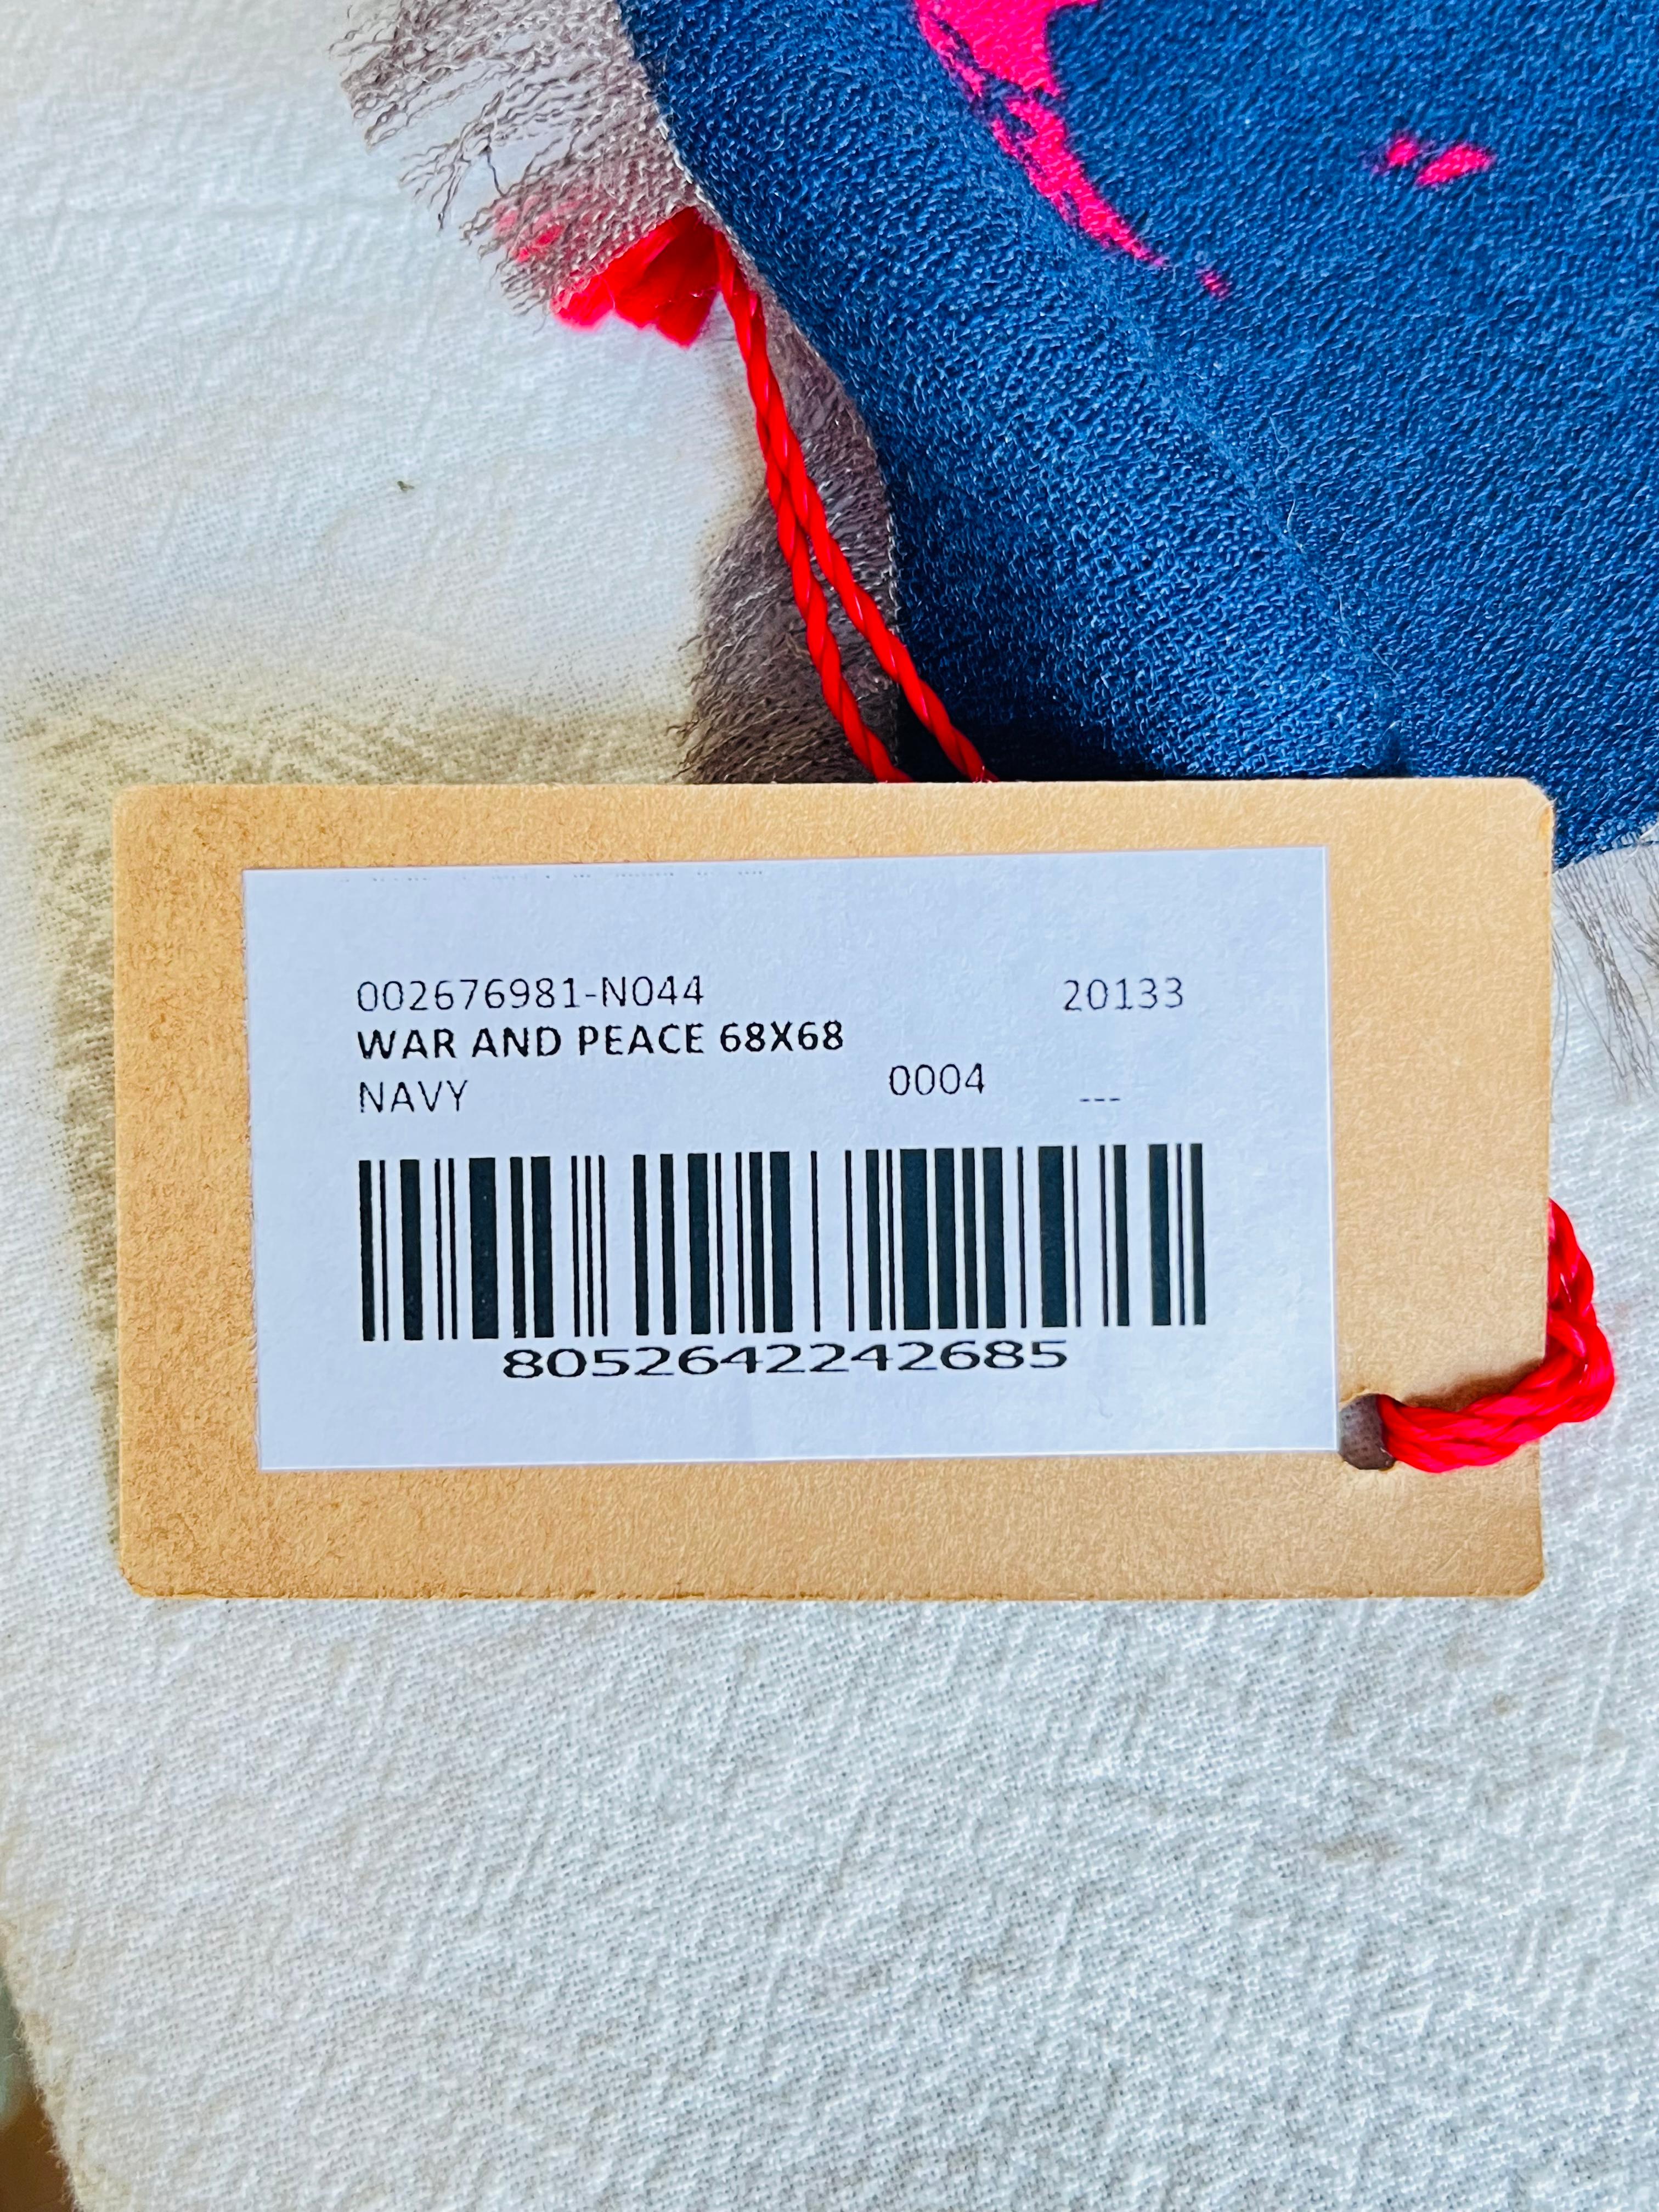 002676981-N044 20133
WAR AND PEACE 68X68
NAVY 0004 ---
8052642242685